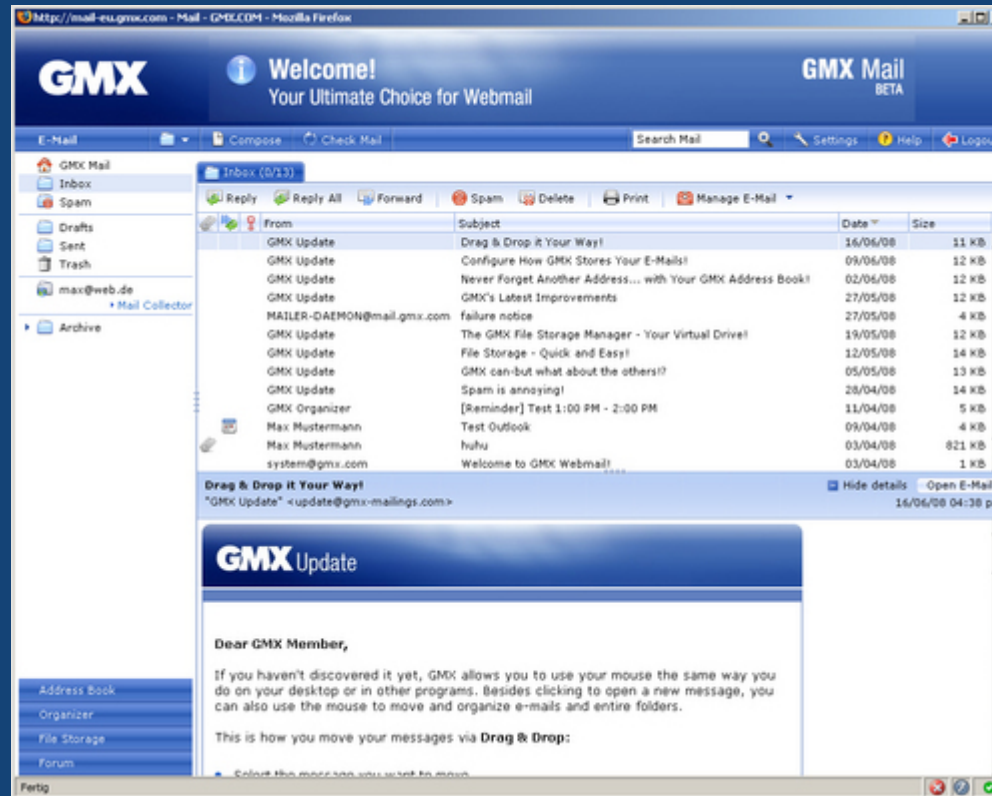 http://mail-eu.gmx.com - Mail - GMX.COM - Mozilla Firefox
GMX
Welcome!
Your Ultimate Choice for Webmail
GMX Mail
BETA
E-Mail Compose Check Mail Search Mail Settings Help Logou
GMX Mail
Inbox
Spam
Drafts
Sent
Trash
max@web.de
Mail Collector
Archive
Inbox (0/13)
Reply Reply All Forward Spam Delete Print Manage E-Mail
From Subject Date Size
GMX Update Drag & Drop it Your Way! 16/06/08 11 KB
GMX Update Configure How GMX Stores Your E-Mails! 09/06/08 12 KB
GMX Update Never Forget Another Address... with Your GMX Address Book! 02/06/08 12 KB
GMX Update GMX's Latest Improvements 27/05/08 12 KB
MAILER-DAEMON@mail.gmx.com failure notice 27/05/08 4 KB
GMX Update The GMX File Storage Manager - Your Virtual Drive! 19/05/08 12 KB
GMX Update File Storage - Quick and Easy! 12/05/08 14 KB
GMX Update GMX can-but what about the others!? 05/05/08 13 KB
GMX Update Spam is annoying! 28/04/08 14 KB
GMX Organizer [Reminder] Test 1:00 PM - 2:00 PM 11/04/08 5 KB
Max Mustermann Test Outlook 09/04/08 4 KB
Max Mustermann huhu 03/04/08 821 KB
system@gmx.com Welcome to GMX Webmail! 03/04/08 1 KB
Drag & Drop it Your Way! Hide details Open E-Mail
"GMX Update" <update@gmx-mailings.com> 16/06/08 04:38 p
GMX Update
Dear GMX Member,
If you haven't discovered it yet, GMX allows you to use your mouse the same way you
do on your desktop or in other programs. Besides clicking to open a new message, you
can also use the mouse to move and organize e-mails and entire folders.
This is how you move your messages via Drag & Drop:
Select the message you want to move
Address Book
Organizer
File Storage
Forum
Fertig